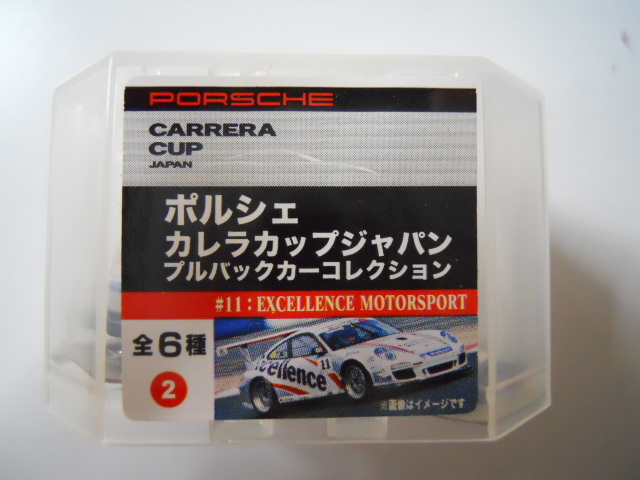 PORSCHE
CARRERA
CUP
JAPAN
ポルシェ
カレラカップジャパン
プルバックカーコレクション
#11 : EXCELLENCE MOTORSPORT
全6種
2
xcellence
11
※画像はイメージです